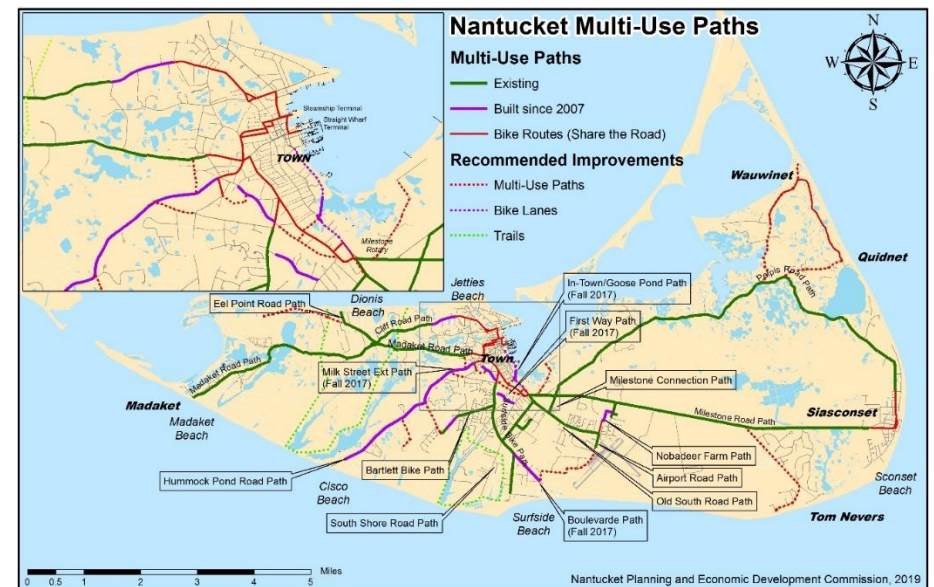 Nantucket Multi-Use Paths
Multi-Use Paths
Existing
Built since 2007
Bike Routes (Share the Road)
Recommended Improvements
Multi-Use Paths
Bike Lanes
Trails
N
W
E
S
Steamship Terminal
Straight Wharf
Terminal
TOWN
Milestone
Rotary
Wauwinet
Quidnet
Polpis Road Path
Eel Point Road Path
Dionis
Beach
Jetties
Beach
In-Town/Goose Pond Path
(Fall 2017)
First Way Path
(Fall 2017)
Cliff Road Path
Madaket Road Path
Town
Madaket Road Path
Milk Street Ext Path
(Fall 2017)
Milestone Connection Path
Madaket
Madaket
Beach
Milestone Road Path
Siasconset
Surfside Bike Path
Nobadeer Farm Path
Bartlett Bike Path
Airport Road Path
Hummock Pond Road Path
Cisco
Beach
Old South Road Path
Sconset
Beach
South Shore Road Path
Surfside
Beach
Boulevarde Path
(Fall 2017)
Tom Nevers
Miles
0 0.5 1 2 3 4 5
Nantucket Planning and Economic Development Commission, 2019